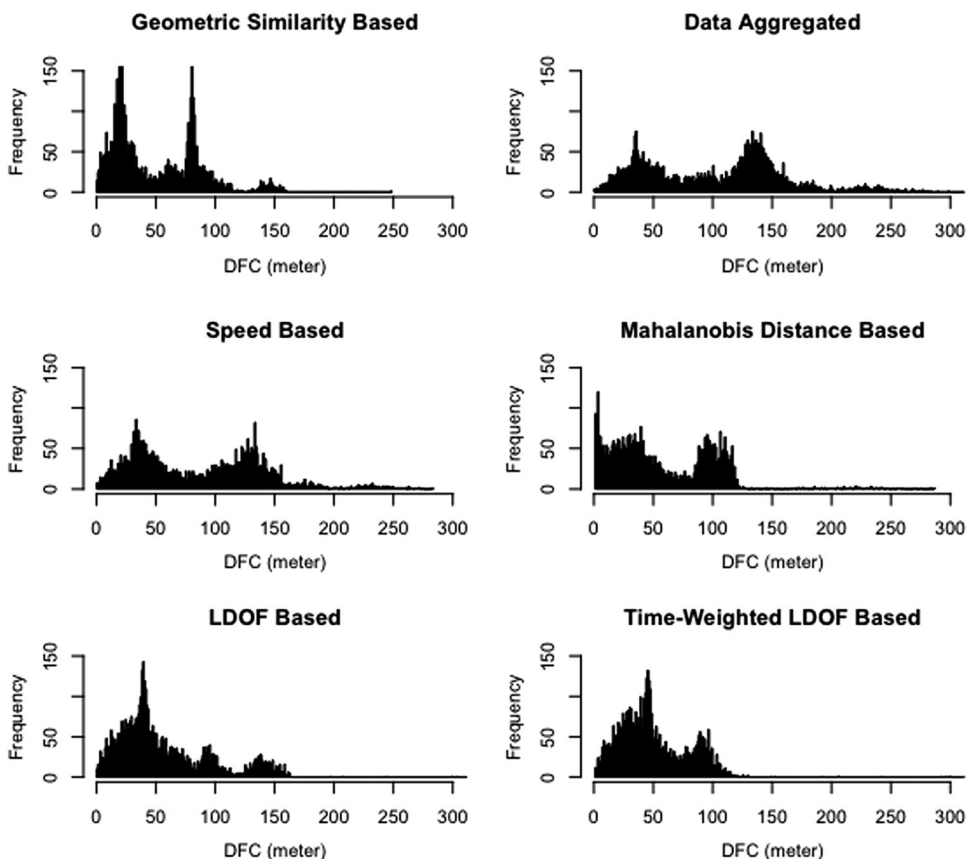 Geometric Similarity Based
Frequency
0 50 150
0 50 100 150 200 250 300
DFC (meter)
Data Aggregated
Frequency
0 50 150
0 50 100 150 200 250 300
DFC (meter)
Speed Based
Frequency
0 50 150
0 50 100 150 200 250 300
DFC (meter)
Mahalanobis Distance Based
Frequency
0 50 150
0 50 100 150 200 250 300
DFC (meter)
LDOF Based
Frequency
0 50 150
0 50 100 150 200 250 300
DFC (meter)
Time-Weighted LDOF Based
Frequency
0 50 150
0 50 100 150 200 250 300
DFC (meter)